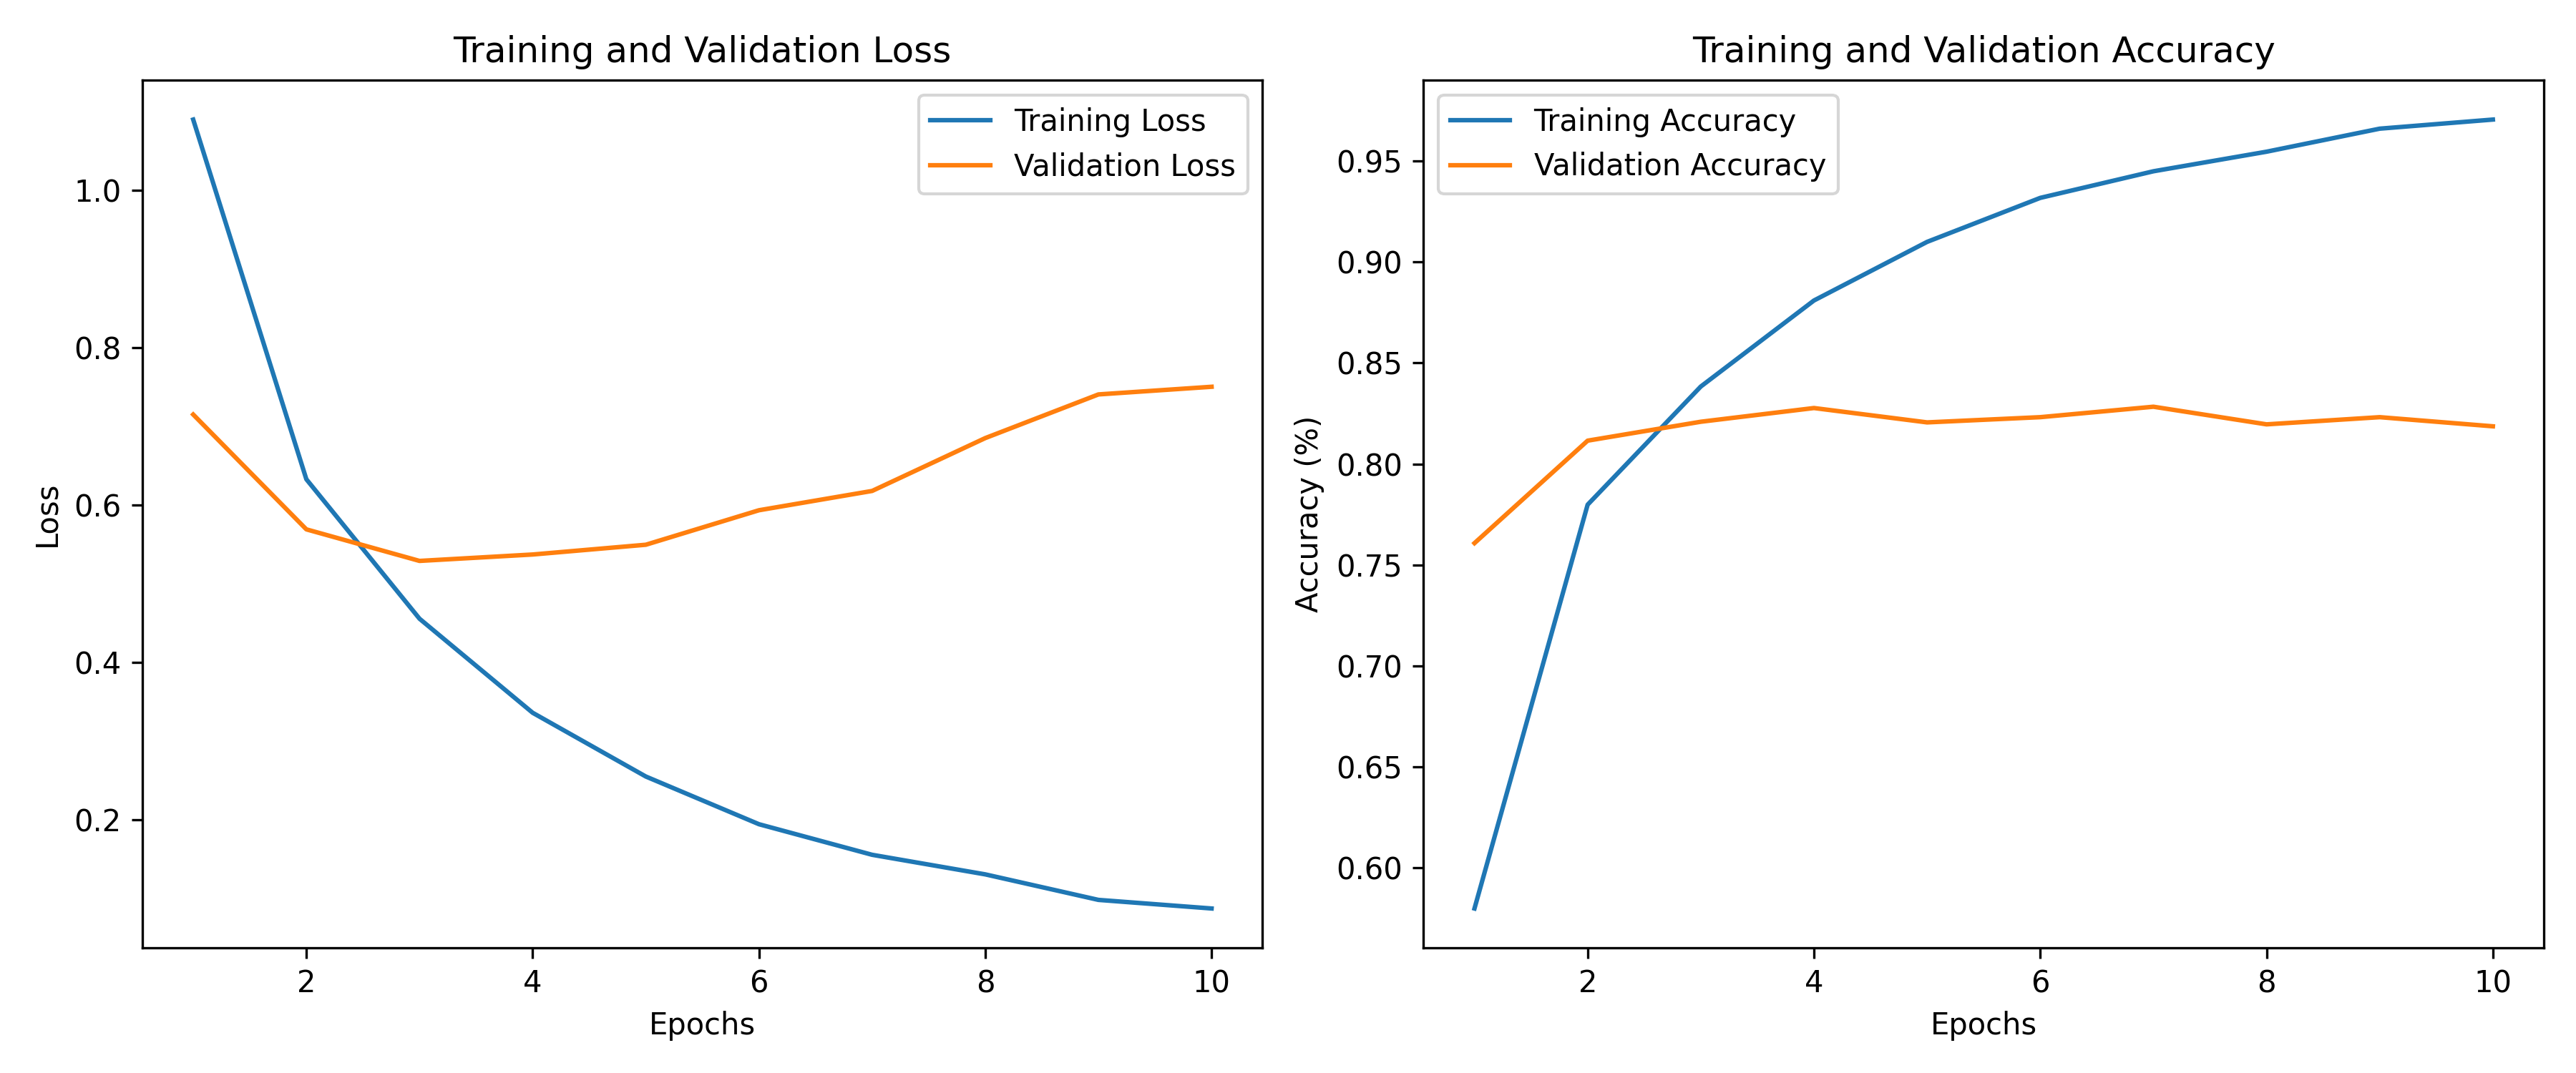 Training and Validation Loss
Training Loss
Validation Loss
1.0
0.8
0.6
0.4
0.2
Loss
2 4 6 8 10
Epochs
Training and Validation Accuracy
Training Accuracy
Validation Accuracy
0.95
0.90
0.85
0.80
0.75
0.70
0.65
0.60
Accuracy (%)
2 4 6 8 10
Epochs